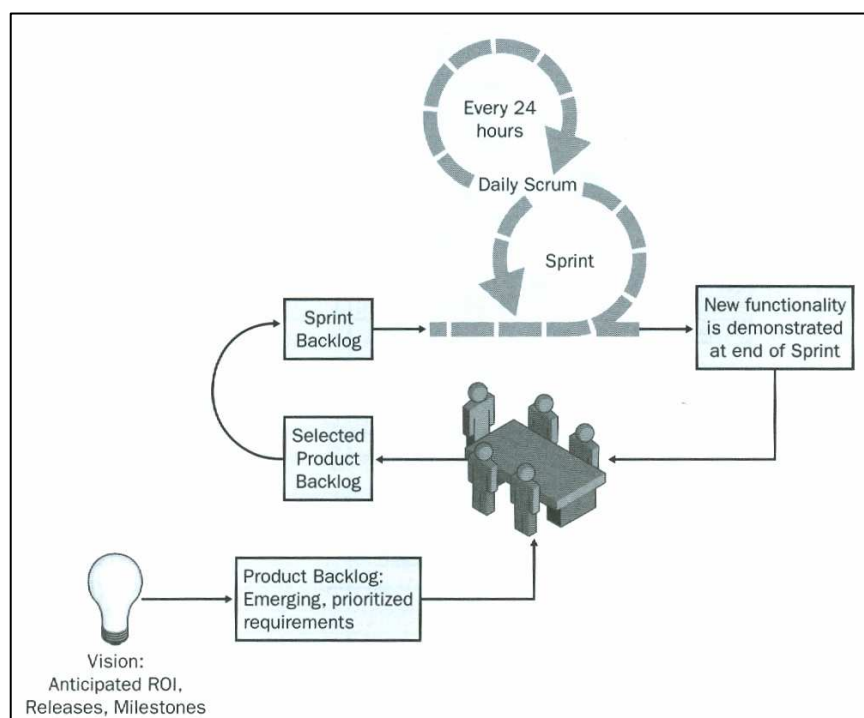 Every 24
hours
Daily Scrum
Sprint
Sprint
Backlog
New functionality
is demonstrated
at end of Sprint
Selected
Product
Backlog
Product Backlog:
Emerging, prioritized
requirements
Vision:
Anticipated ROI,
Releases, Milestones